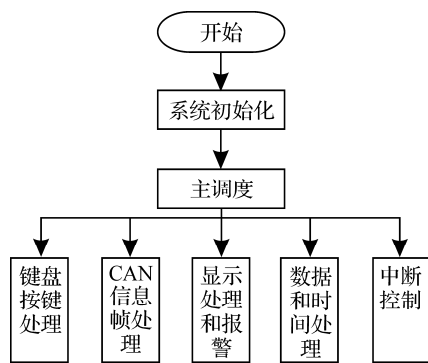 开始
系统初始化
主调度
键盘
按键
处理
CAN
信息
帧处
理
显示
处理
和报
警
数据
和时
间处
理
中断
控制